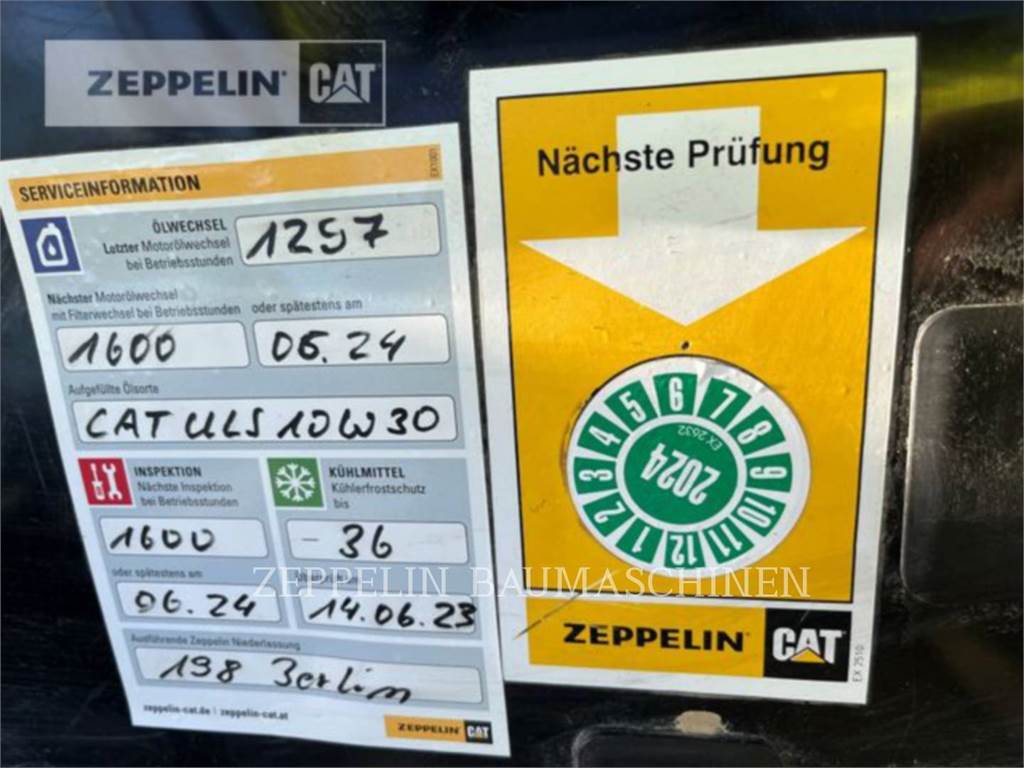 ZEPPELIN CAT
SERVICEINFORMATION
EX1001
ÖLWECHSEL
Letzter Motorölwechsel
bei Betriebsstunden
1297
Nächster Motorölwechsel
mit Filterwechsel bei Betriebsstunden
oder spätestens am
1600
06.24
Aufgefüllte Ölsorte
CAT ULS 10W30
INSPEKTION
Nächste Inspektion
bei Betriebsstunden
KÜHLMITTEL
Kühlerfrostschutz
bis
1600
-36
oder spätestens am
06.24
14.06.23
Ausführende Zeppelin Niederlassung
198 Berlin
zeppelin-cat.de | zeppelin-cat.at
ZEPPELIN CAT
Nächste Prüfung
1 2 3 4 5 6 7 8 9 10 11 12
EX 2632
2024
ZEPPELIN CAT
EX 2510
ZEPPELIN BAUMASCHINEN